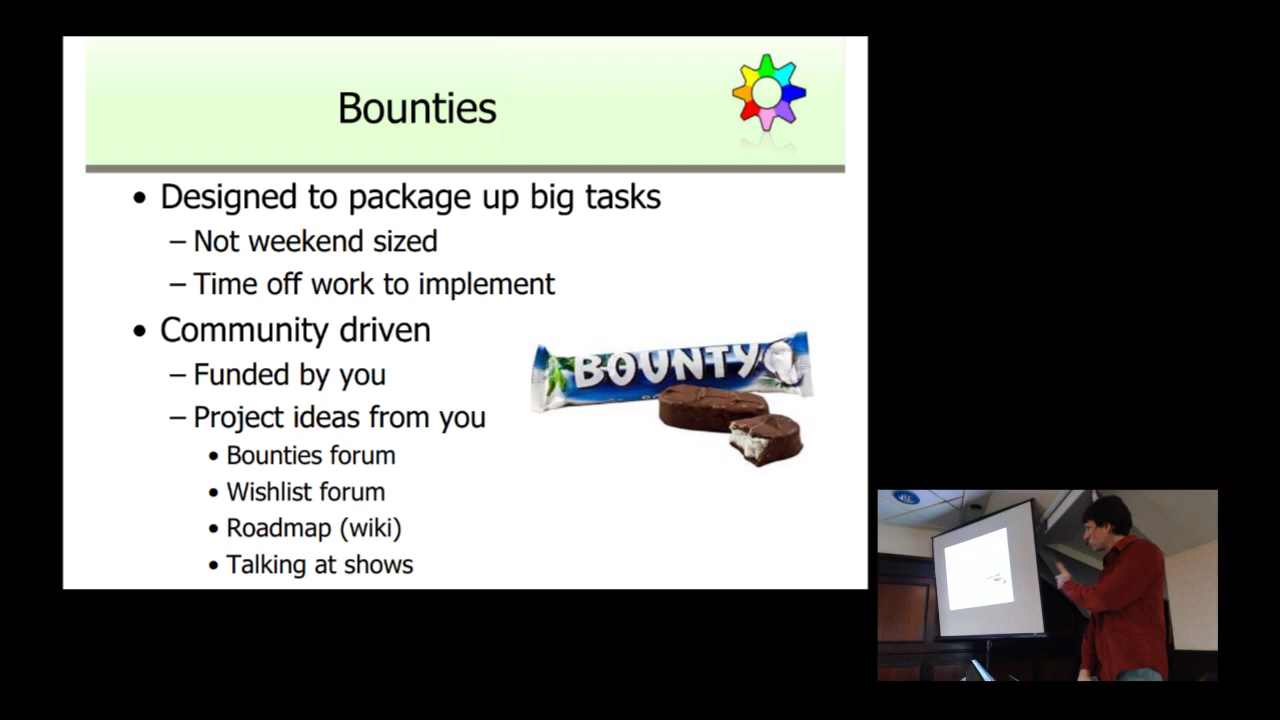 Bounties
• Designed to package up big tasks
– Not weekend sized
– Time off work to implement
• Community driven
– Funded by you
– Project ideas from you
• Bounties forum
• Wishlist forum
• Roadmap (wiki)
• Talking at shows
BOUNTY